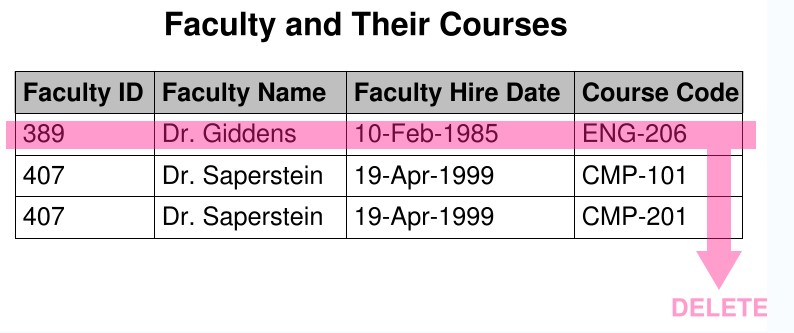 Faculty and Their Courses
Faculty ID Faculty Name Faculty Hire Date Course Code
389 Dr. Giddens 10-Feb-1985 ENG-206
407 Dr. Saperstein 19-Apr-1999 CMP-101
407 Dr. Saperstein 19-Apr-1999 CMP-201
DELETE